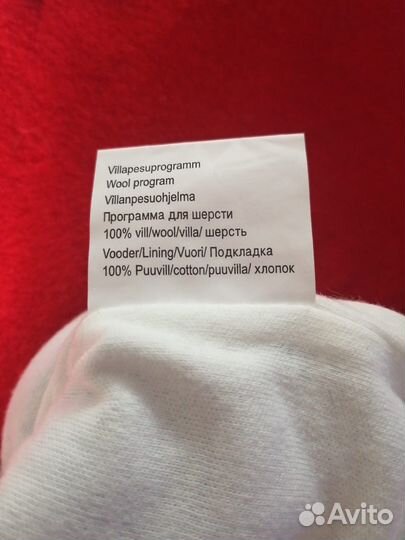 Villapesuprogramm
Wool program
Villanpesuohjelma
Программа для шерсти
100% vill/wool/villa/ шерсть
Vooder/Lining/Vuori/ Подкладка
100% Puuvill/cotton/puuvilla/ хлопок
Avito